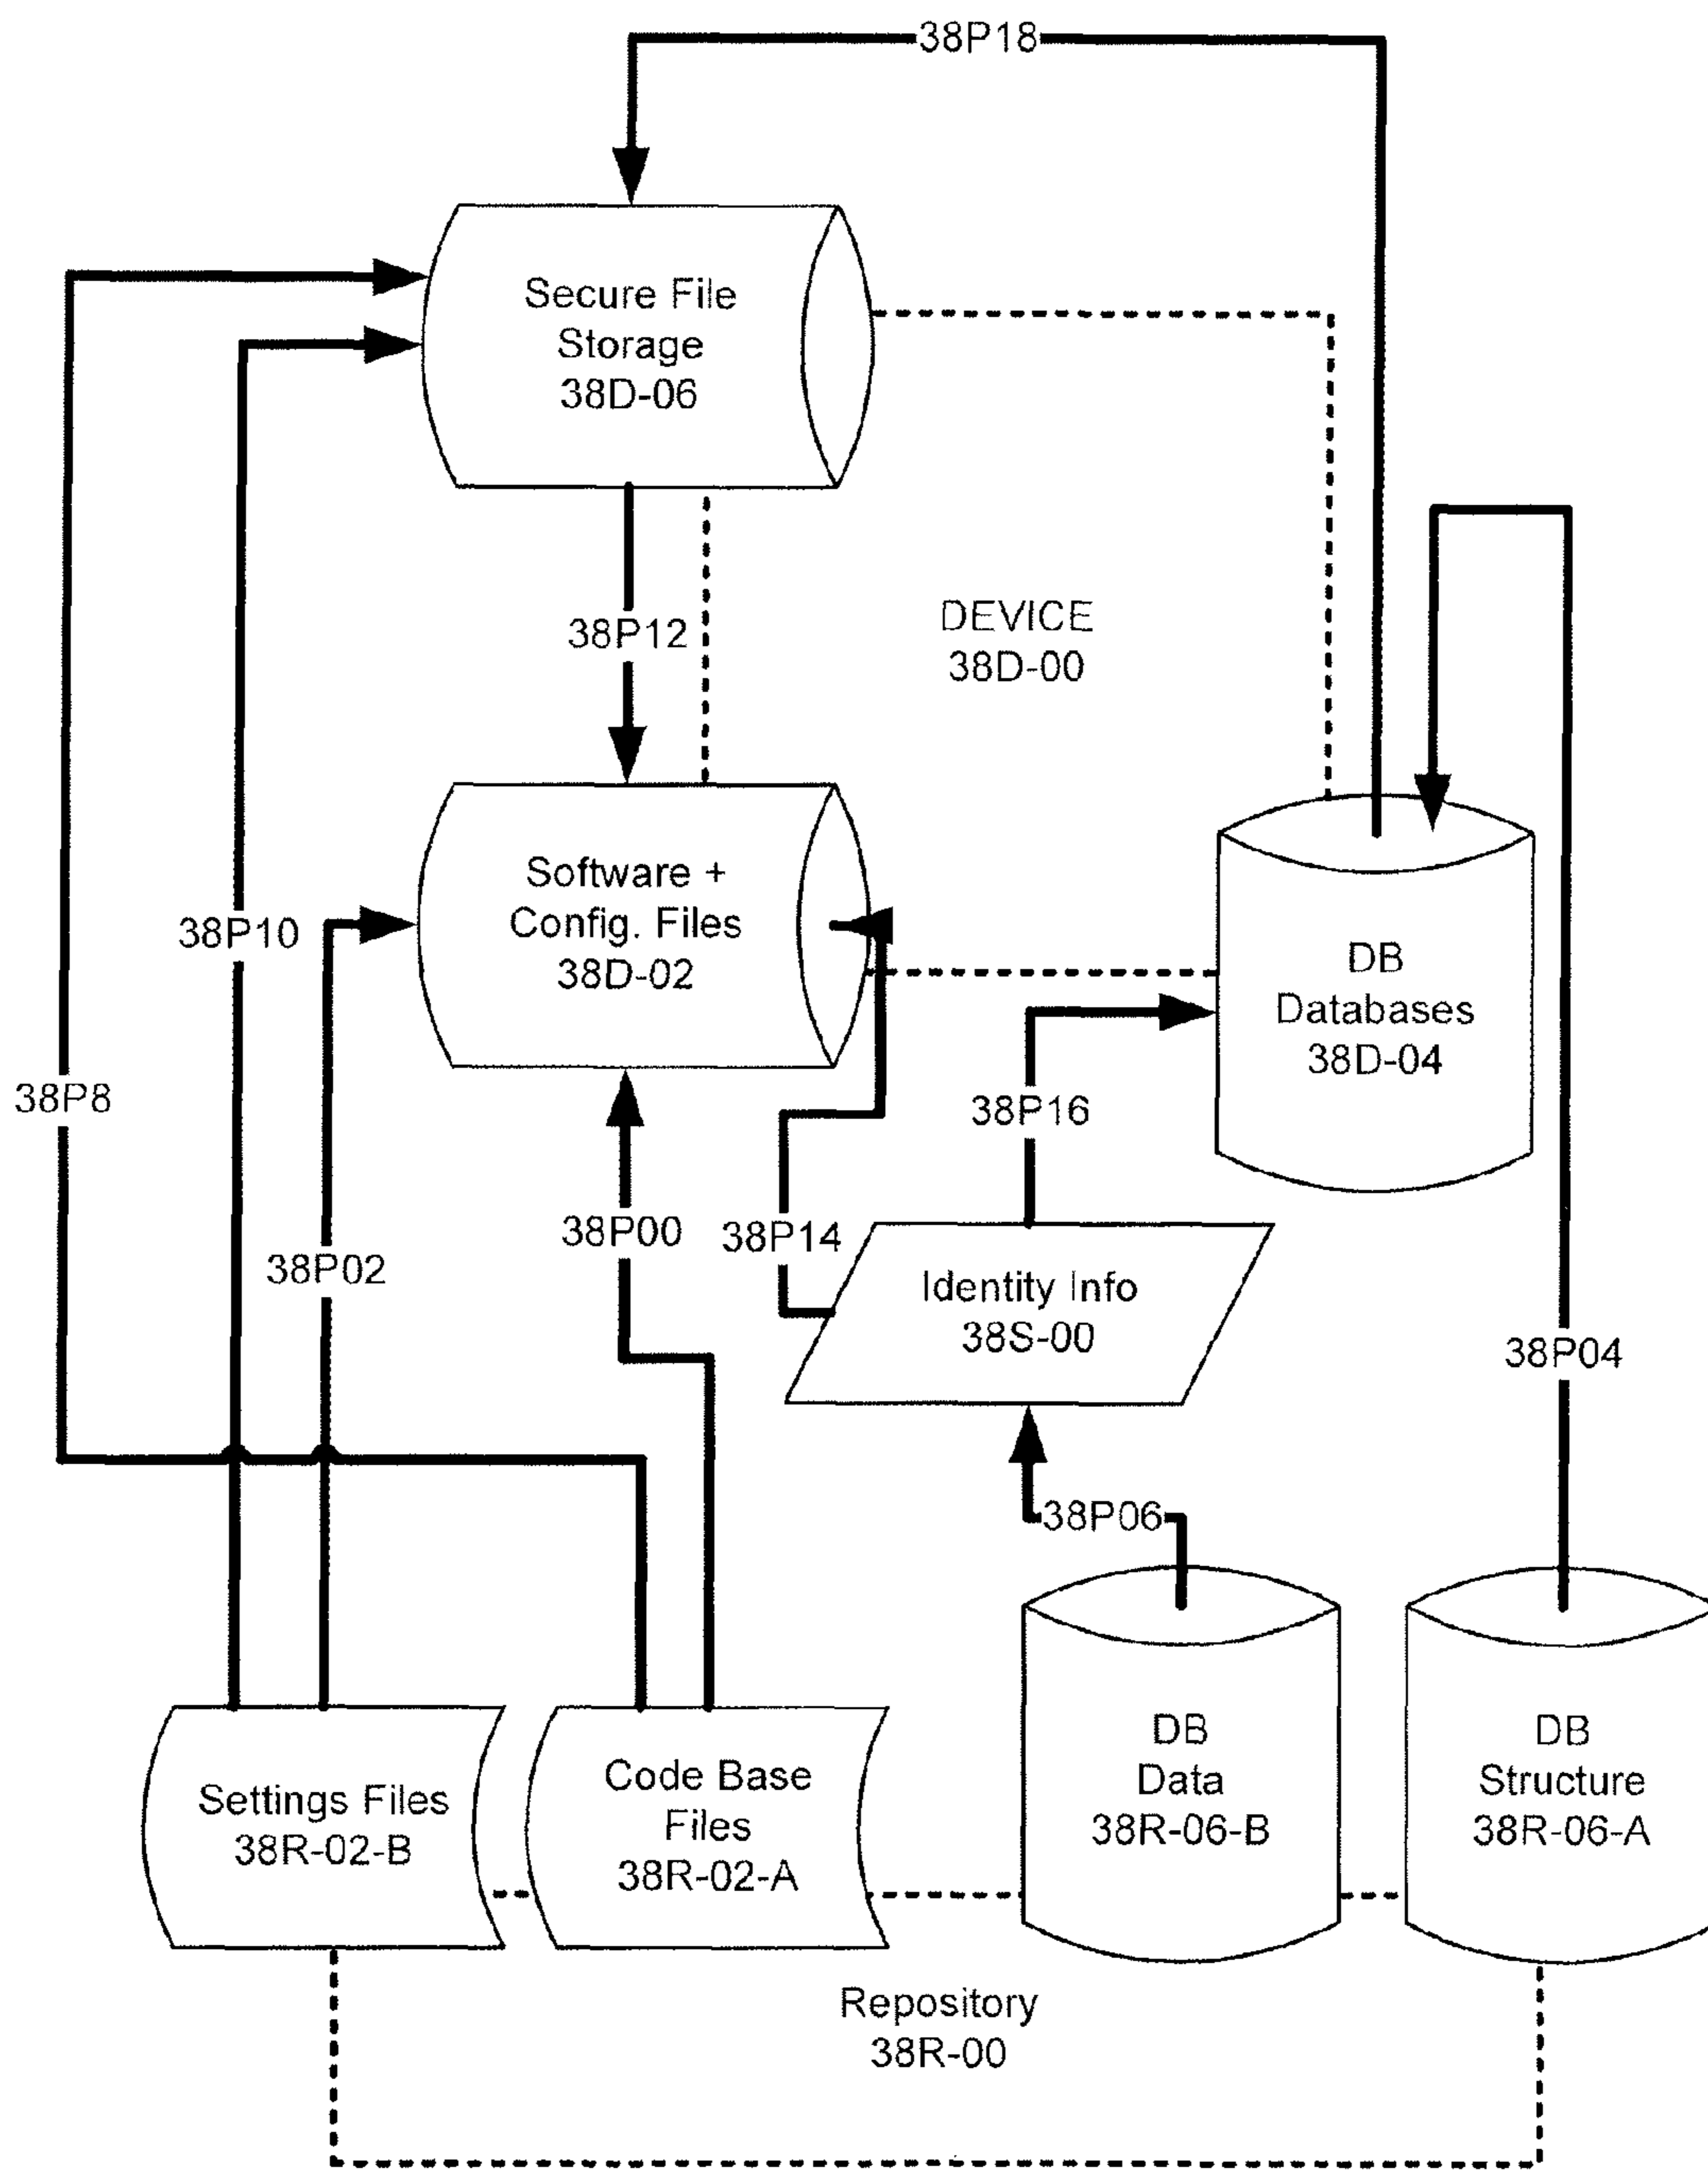 38P18
Secure File
Storage
38D-06
38P12
DEVICE
38D-00
Software +
Config. Files
38D-02
38P10
DB
Databases
38D-04
38P8
38P16
38P00
38P14
38P02
Identity Info
38S-00
38P04
38P06
Settings Files
38R-02-B
Code Base
Files
38R-02-A
DB
Data
38R-06-B
DB
Structure
38R-06-A
Repository
38R-00